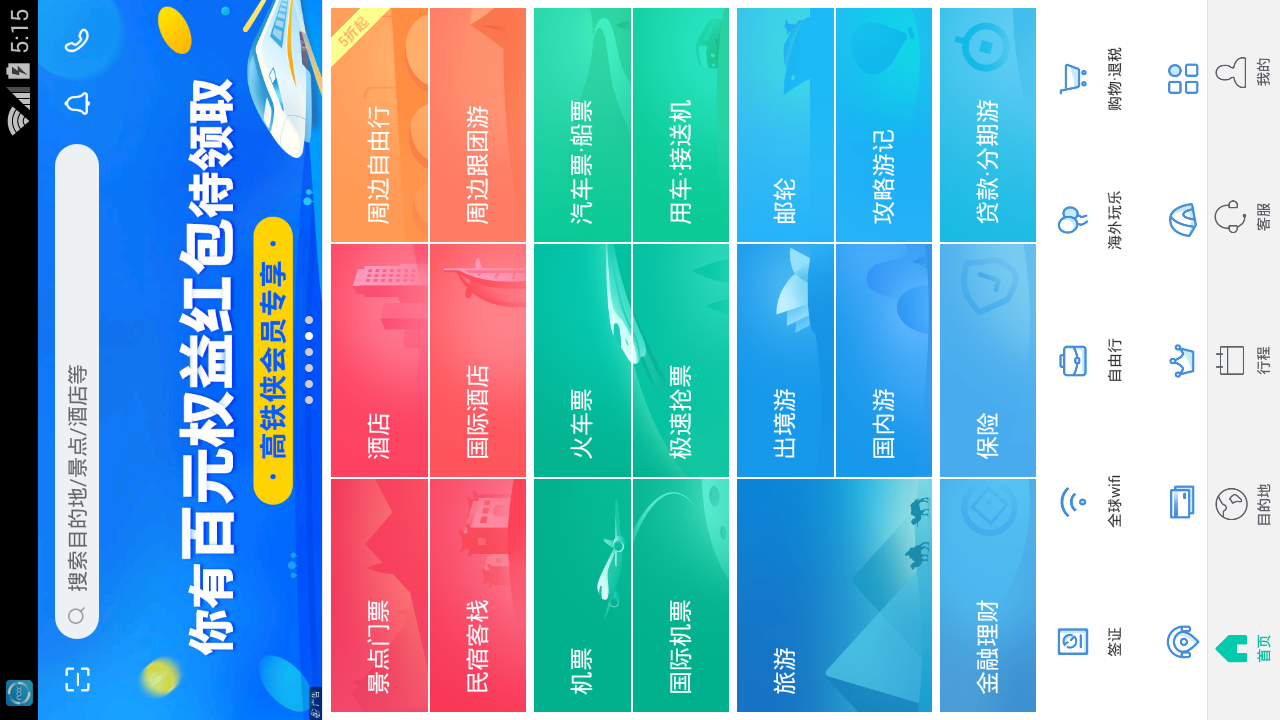 5:15
搜索目的地/景点/酒店等
你有百元权益红包待领取
· 高铁侠会员专享 ·
广告
景点门票
酒店
周边自由行
5折起
民宿客栈
国际酒店
周边跟团游
机票
火车票
汽车票·船票
国际机票
极速抢票
用车·接送机
旅游
出境游
邮轮
国内游
攻略游记
金融理财
保险
贷款·分期游
签证
全球wifi
自由行
海外玩乐
购物·退税
首页
目的地
行程
客服
我的